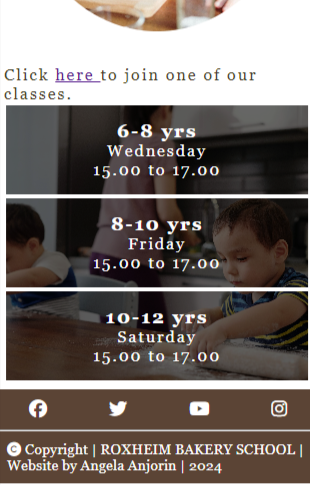 Click here to join one of our
classes.
6-8 yrs
Wednesday
15.00 to 17.00
8-10 yrs
Friday
15.00 to 17.00
10-12 yrs
Saturday
15.00 to 17.00
© Copyright | ROXHEIM BAKERY SCHOOL |
Website by Angela Anjorin | 2024